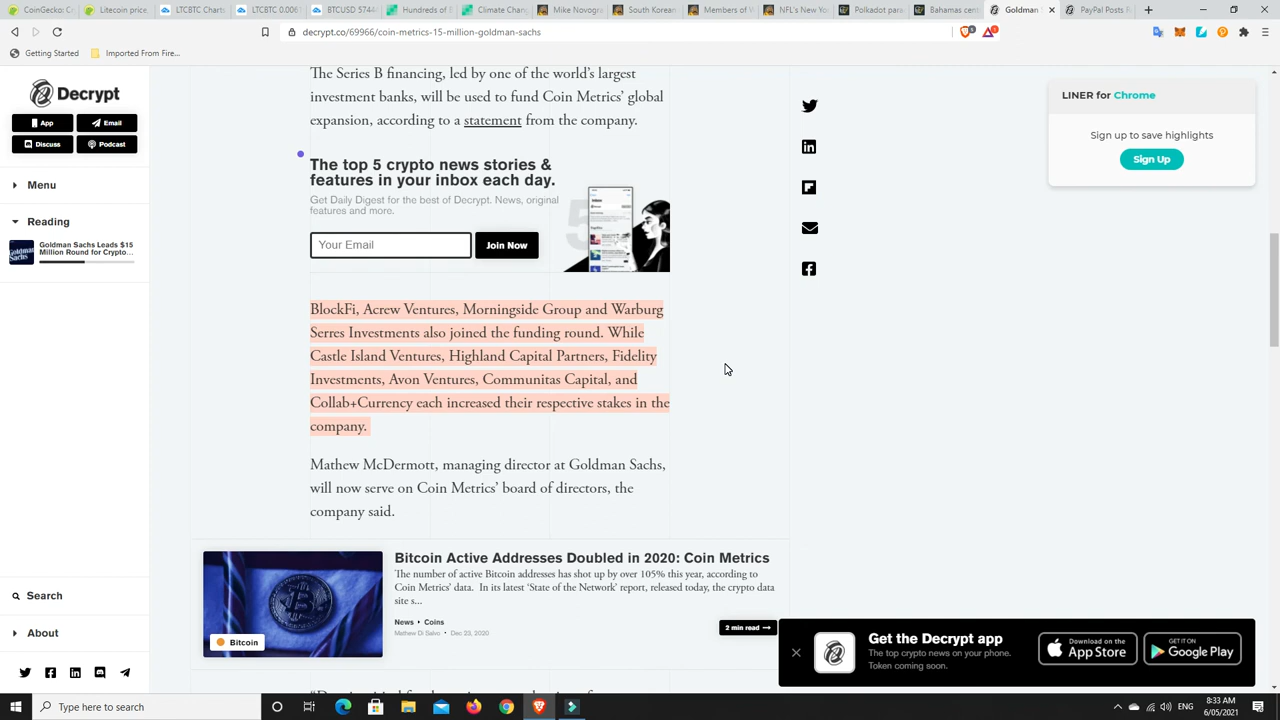 CoinGecko: C
Litecoin price
LTCBTC Charts
LTCBTC 0.006
BTCUSD 5744
Hundreds of B
Climate Chan
Mike Novogra
South Korean
Members of W
NFL's New Yo
Polkadot para
Bahamas cent
Goldman S
PayPal Posts R
decrypt.co/69966/coin-metrics-15-million-goldman-sachs
Getting Started
Imported From Fire...
Decrypt
App
Email
Discuss
Podcast
Menu
Reading
Goldman Sachs Leads $15
Million Round for Crypto...
Search
About
The Series B financing, led by one of the world's largest
investment banks, will be used to fund Coin Metrics' global
expansion, according to a statement from the company.
The top 5 crypto news stories &
features in your inbox each day.
Get Daily Digest for the best of Decrypt. News, original
features and more.
Your Email
Join Now
BlockFi, Acrew Ventures, Morningside Group and Warburg
Serres Investments also joined the funding round. While
Castle Island Ventures, Highland Capital Partners, Fidelity
Investments, Avon Ventures, Communitas Capital, and
Collab+Currency each increased their respective stakes in the
company.
Mathew McDermott, managing director at Goldman Sachs,
will now serve on Coin Metrics' board of directors, the
company said.
Bitcoin
Bitcoin Active Addresses Doubled in 2020: Coin Metrics
The number of active Bitcoin addresses has shot up by over 105% this year, according to
Coin Metrics' data. In its latest 'State of the Network' report, released today, the crypto data
site s...
News • Coins
Mathew Di Salvo • Dec 23, 2020
2 min read →
LINER for Chrome
Sign up to save highlights
Sign Up
Get the Decrypt app
The top crypto news on your phone.
Token coming soon.
Download on the
App Store
GET IT ON
Google Play
Type here to search
ENG
8:33 AM
6/05/2021